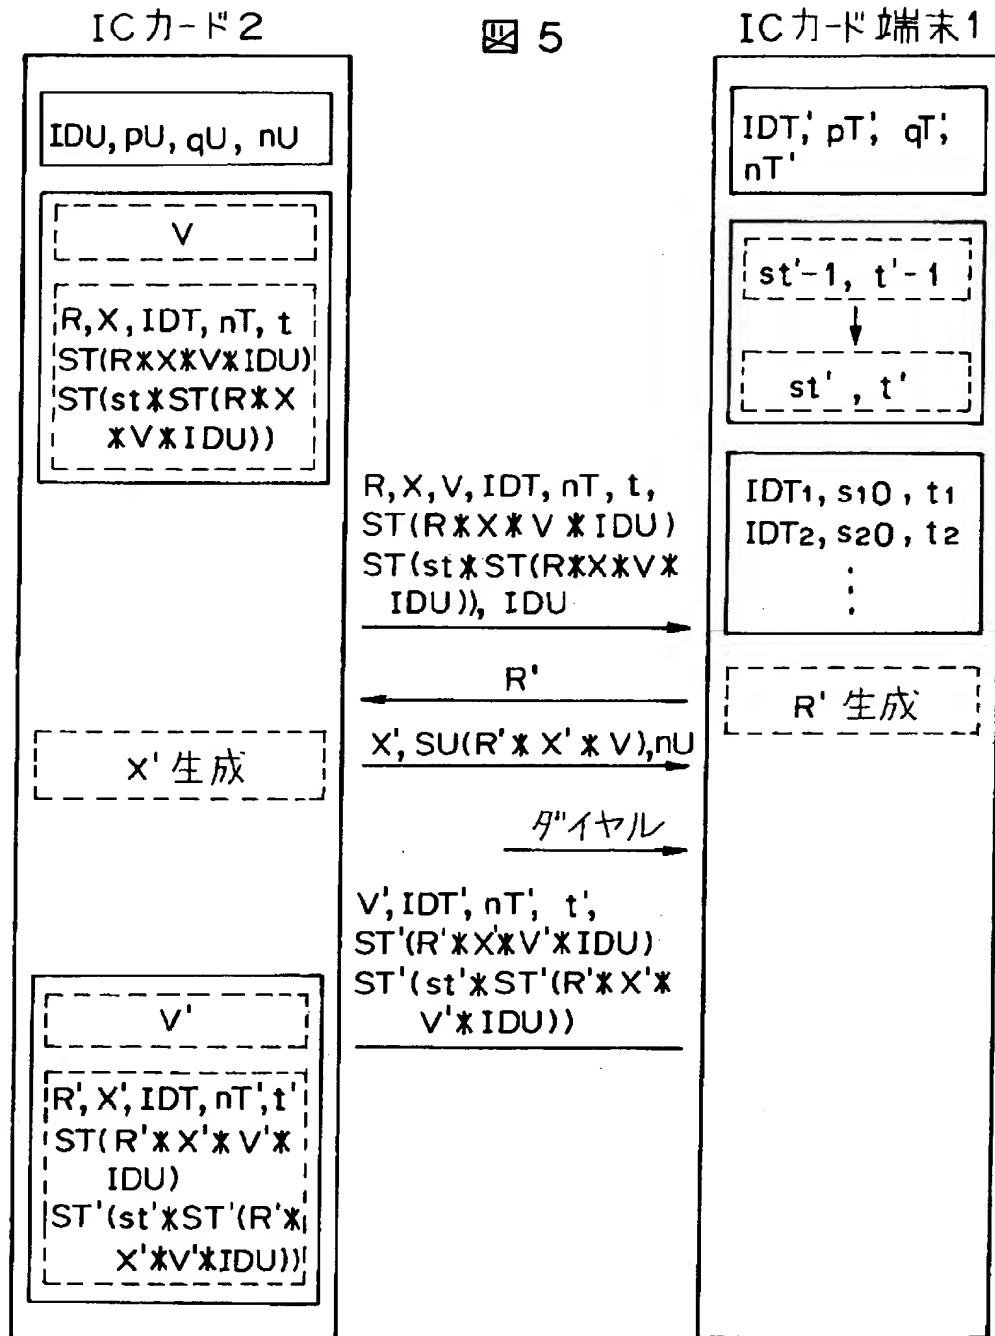 ICカード2
図5
ICカード端末1
IDU, pU, qU, nU
V
R, X, IDT, nT, t
ST(R*X*V*IDU)
ST(st*ST(R*X
*V*IDU))
IDT', pT', qT',
nT'
st'-1, t'-1
st', t'
IDT1, s10, t1
IDT2, s20, t2
⋮
R, X, V, IDT, nT, t,
ST(R*X*V*IDU)
ST(st*ST(R*X*V*
IDU)), IDU
R'
R'生成
X', SU(R'*X'*V), nU
X'生成
ダイヤル
V', IDT', nT', t',
ST'(R'*X'*V'*IDU)
ST'(st'*ST'(R'*X'*
V'*IDU))
V'
R', X', IDT, nT', t'
ST(R'*X'*V'*
IDU)
ST'(st'*ST'(R'*
X'*V'*IDU))